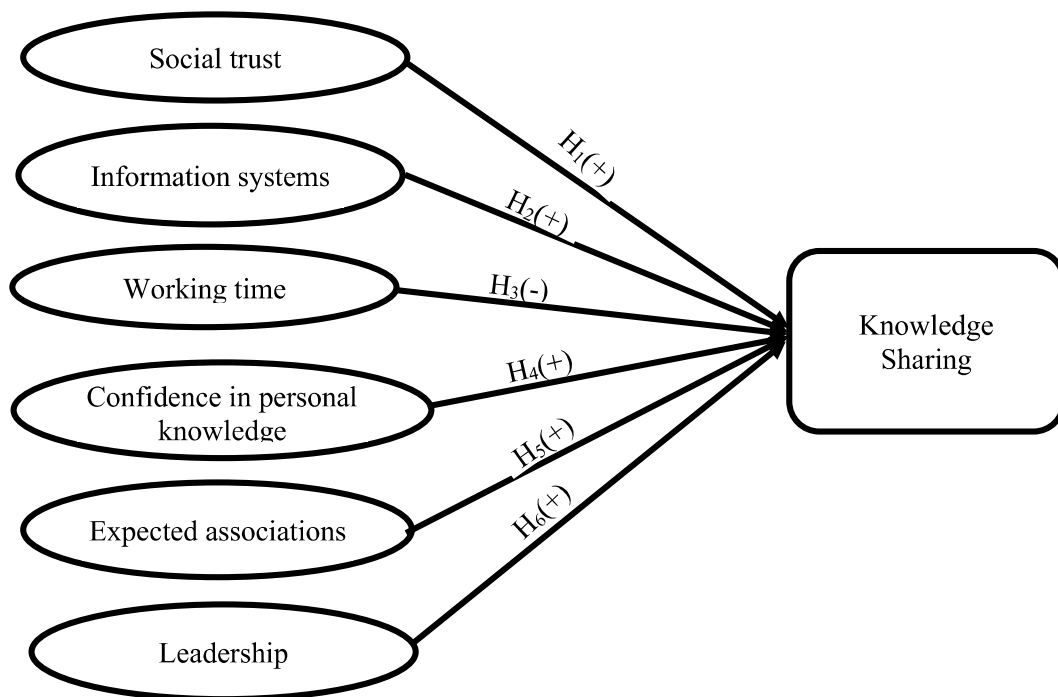 Social trust
H₁(+)
Information systems
H₂(+)
Working time
H₃(-)
Knowledge
Sharing
Confidence in personal
knowledge
H₄(+)
Expected associations
H₅(+)
Leadership
H₆(+)